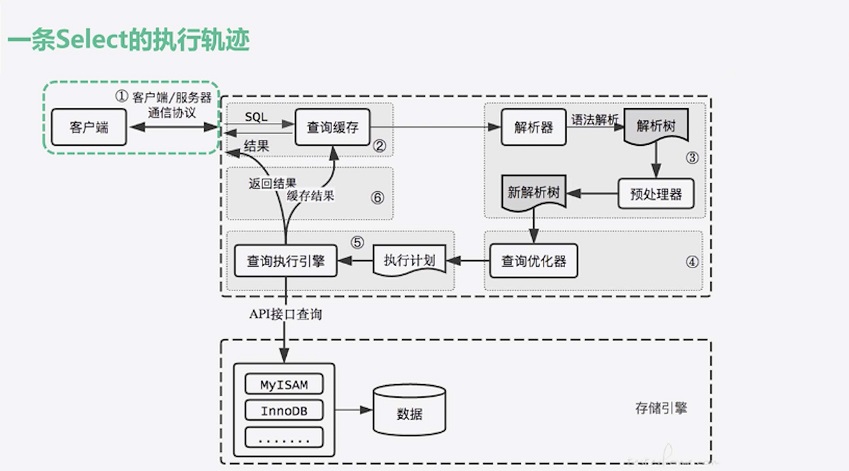 一条Select的执行轨迹
① 客户端/服务器
通信协议
客户端
SQL
结果
查询缓存
②
解析器
语法解析
解析树
③
预处理器
新解析树
返回结果
缓存结果
⑥
查询执行引擎
⑤
执行计划
查询优化器
④
API接口查询
MyISAM
InnoDB
.......
数据
存储引擎